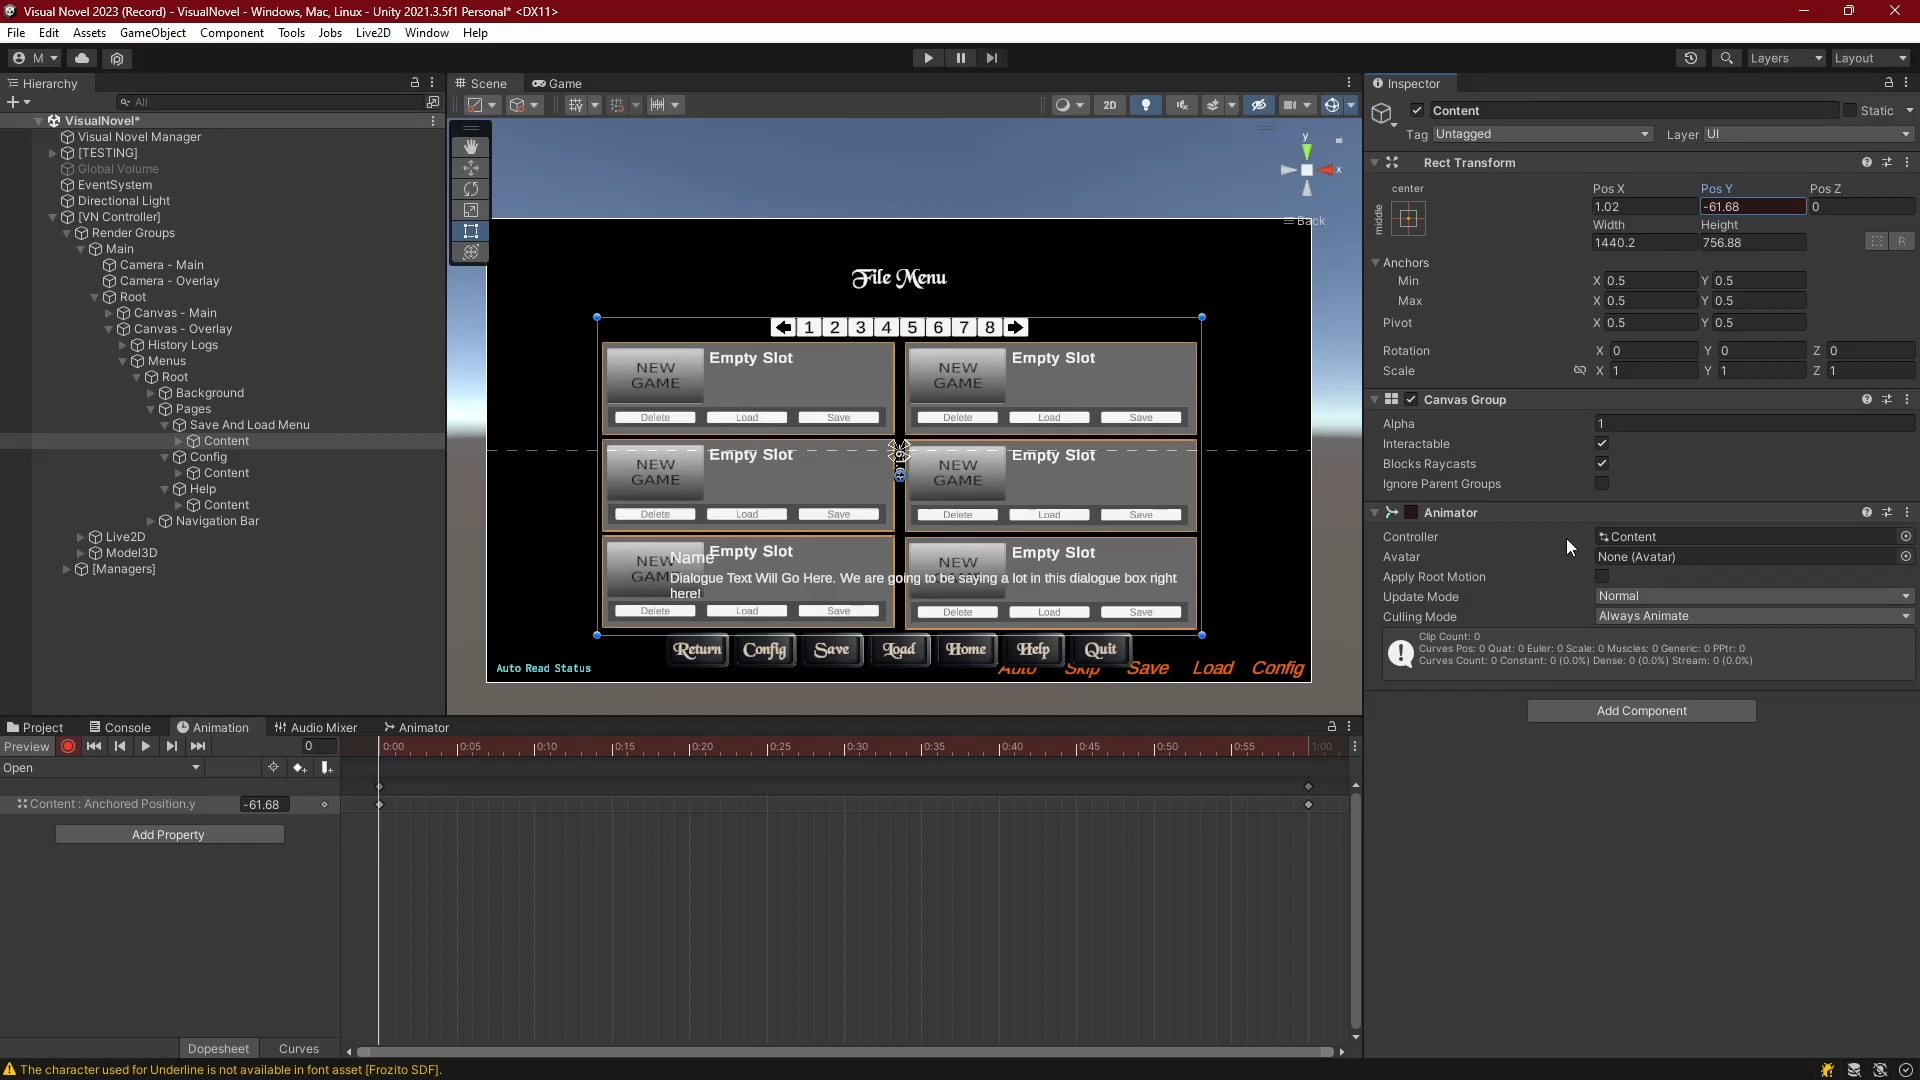 Visual Novel 2023 (Record) - VisualNovel - Windows, Mac, Linux - Unity 2021.3.5f1 Personal* <DX11>
File Edit Assets GameObject Component Tools Jobs Live2D Window Help
M Layers Layout
Hierarchy
All
VisualNovel*
Visual Novel Manager
[TESTING]
Global Volume
EventSystem
Directional Light
[VN Controller]
Render Groups
Main
Camera - Main
Camera - Overlay
Root
Canvas - Main
Canvas - Overlay
History Logs
Menus
Root
Background
Pages
Save And Load Menu
Content
Config
Content
Help
Content
Navigation Bar
Live2D
Model3D
[Managers]
Scene Game
2D
y
x
Back
File Menu
1 2 3 4 5 6 7 8
NEW GAME Empty Slot Delete Load Save
NEW GAME Empty Slot Delete Load Save
NEW GAME Empty Slot Delete Load Save
NEW GAME Empty Slot Delete Load Save
Empty Slot Delete Load Save
NEW GAME Empty Slot Delete Load Save
Name
Dialogue Text Will Go Here. We are going to be saying a lot in this dialogue box right
here!
Return Config Save Load Home Help Quit
Auto Read Status
Auto Skip Save Load Config
Inspector
Content Static
Tag Untagged Layer UI
Rect Transform
center
middle
Pos X Pos Y Pos Z
1.02 -61.68 0
Width Height
1440.2 756.88
R
Anchors
Min X 0.5 Y 0.5
Max X 0.5 Y 0.5
Pivot X 0.5 Y 0.5
Rotation X 0 Y 0 Z 0
Scale X 1 Y 1 Z 1
Canvas Group
Alpha 1
Interactable
Blocks Raycasts
Ignore Parent Groups
Animator
Controller Content
Avatar None (Avatar)
Apply Root Motion
Update Mode Normal
Culling Mode Always Animate
Clip Count: 0
Curves Pos: 0 Quat: 0 Euler: 0 Scale: 0 Muscles: 0 Generic: 0 PPtr: 0
Curves Count: 0 Constant: 0 (0.0%) Dense: 0 (0.0%) Stream: 0 (0.0%)
Add Component
Project Console Animation Audio Mixer Animator
Preview 0 0:00 0:05 0:10 0:15 0:20 0:25 0:30 0:35 0:40 0:45 0:50 0:55 1:00
Open
Content : Anchored Position.y -61.68
Add Property
Dopesheet Curves
The character used for Underline is not available in font asset [Frozito SDF].